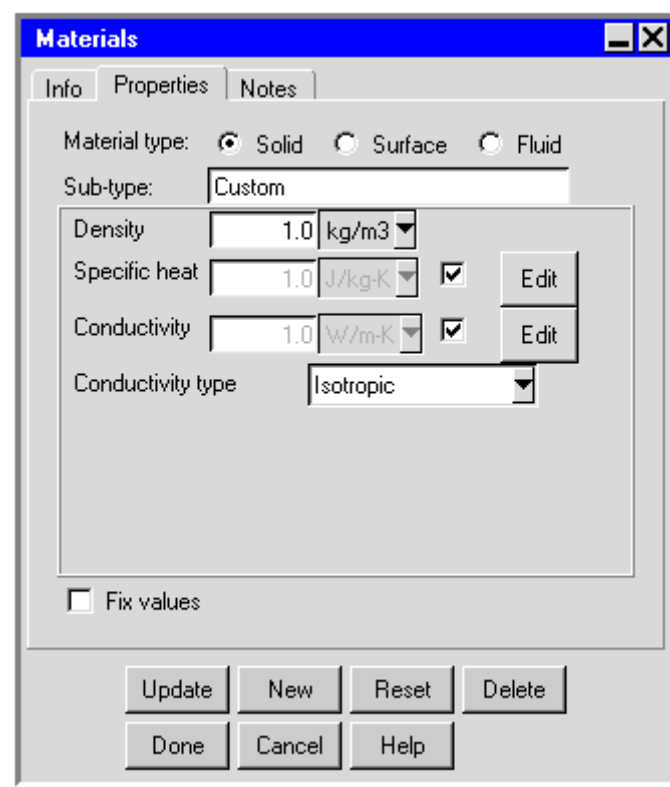 Materials
Info Properties Notes
Material type: Solid Surface Fluid
Sub-type: Custom
Density 1.0 kg/m3
Specific heat 1.0 J/kg-K Edit
Conductivity 1.0 W/m-K Edit
Conductivity type Isotropic
Fix values
Update New Reset Delete
Done Cancel Help